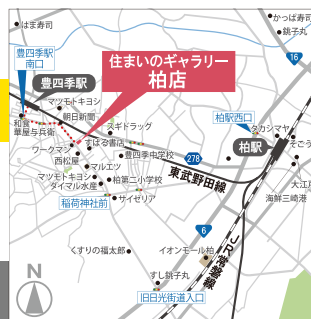 はま寿司
かっぱ寿司
銚子丸
豊四季駅
南口
住まいのギャラリー
柏店
16
豊四季駅
マツモトキヨシ
朝日新聞
和食
華屋与兵衛
スギドラッグ
すばる書店
柏駅西口
タカシマヤ
そごう
柏駅
ワークマン
西松屋
豊四季中学校
278
マルエツ
マツモトキヨシ
ダイマル水産
柏第二小学校
東武野田線
大江戸
海鮮三崎港
サイゼリア
稲荷神社前
6
JR常磐線
くすりの福太郎
イオンモール柏
すし銚子丸
旧日光街道入口
N